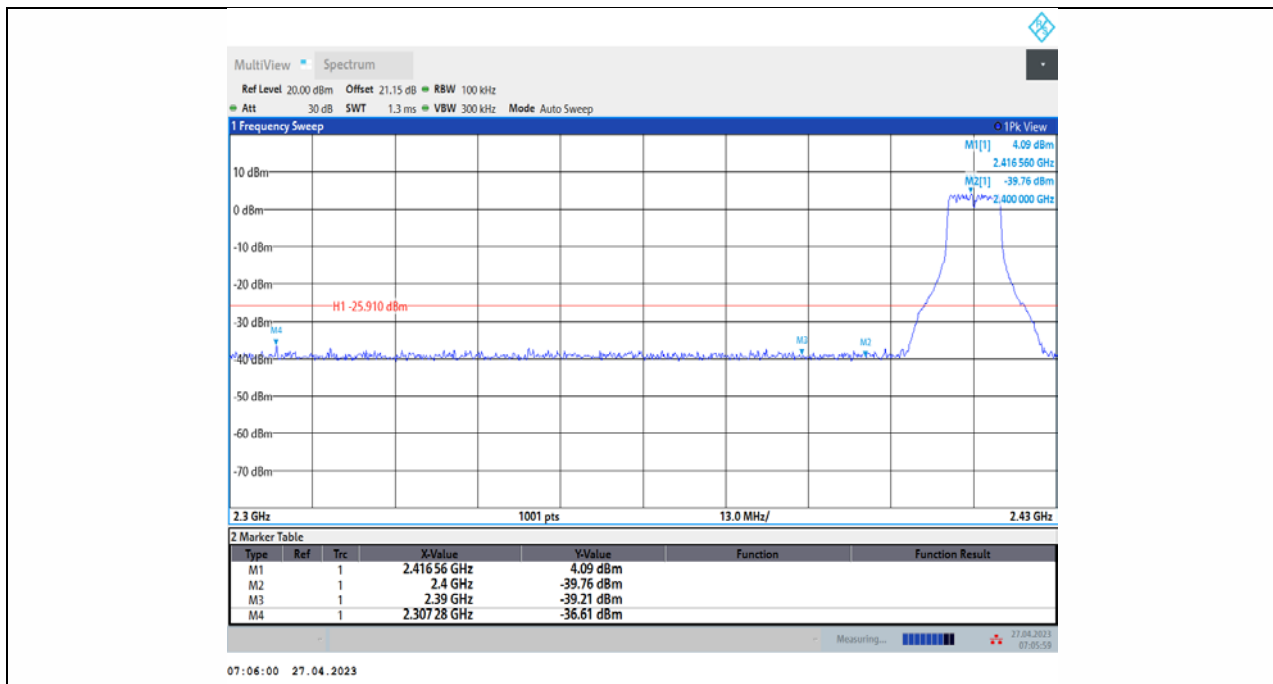 R&S
MultiView Spectrum
Ref Level 20.00 dBm Offset 21.15 dB RBW 100 kHz
Att 30 dB SWT 1.3 ms VBW 300 kHz Mode Auto Sweep
1 Frequency Sweep 1Pk View
M1[1] 4.09 dBm
2.416 560 GHz
10 dBm
M2[1] -39.76 dBm
2.400 000 GHz
0 dBm
-10 dBm
-20 dBm
H1 -25.910 dBm
-30 dBm
M4
M3
M2
-40 dBm
-50 dBm
-60 dBm
-70 dBm
2.3 GHz 1001 pts 13.0 MHz/ 2.43 GHz
2 Marker Table
Type Ref Trc X-Value Y-Value Function Function Result
M1 1 2.416 56 GHz 4.09 dBm
M2 1 2.4 GHz -39.76 dBm
M3 1 2.39 GHz -39.21 dBm
M4 1 2.307 28 GHz -36.61 dBm
Measuring... 27.04.2023
07:05:59
07:06:00 27.04.2023